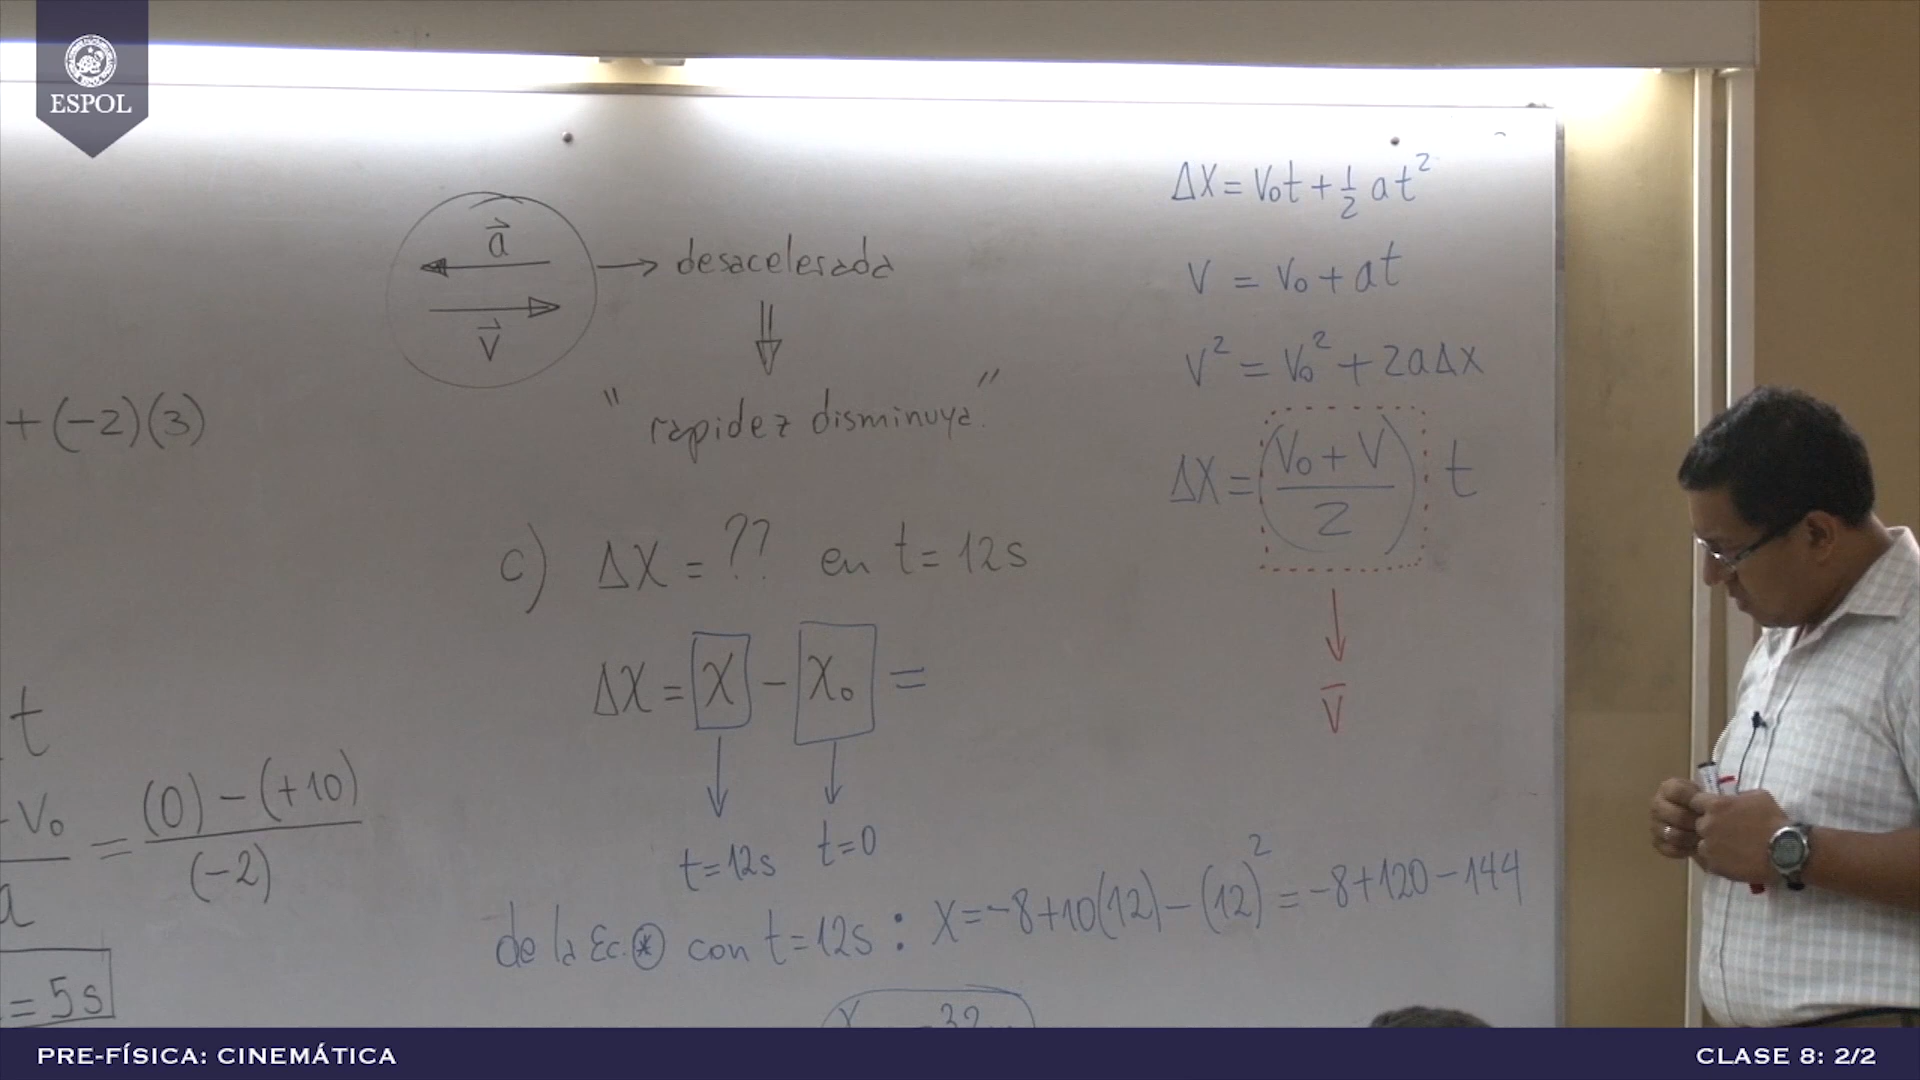 ESPOL
+(-2)(3)
t
- V₀ / a = (0) - (+10) / (-2)
= 5s
a⃗
v⃗
→ desacelerada
" rapidez disminuya. "
c) ΔX = ?? en t = 12s
ΔX = X - X₀ =
t=12s t=0
de la Ec. ⊛ con t=12s : X = -8+10(12) - (12)² = -8+120-144
ΔX = V₀t + 1/2 at²
V = V₀ + at
V² = V₀² + 2aΔX
ΔX = (V₀ + V / 2) t
V̄
PRE-FÍSICA: CINEMÁTICA
CLASE 8: 2/2